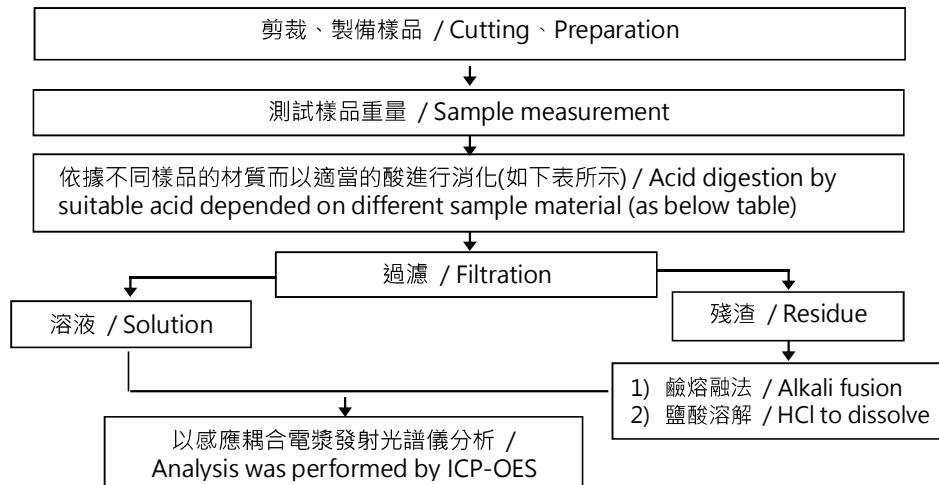 剪裁、製備樣品 / Cutting、Preparation
測試樣品重量 / Sample measurement
依據不同樣品的材質而以適當的酸進行消化(如下表所示) / Acid digestion by
suitable acid depended on different sample material (as below table)
過濾 / Filtration
溶液 / Solution
殘渣 / Residue
1) 鹼熔融法 / Alkali fusion
2) 鹽酸溶解 / HCl to dissolve
以感應耦合電漿發射光譜儀分析 /
Analysis was performed by ICP-OES